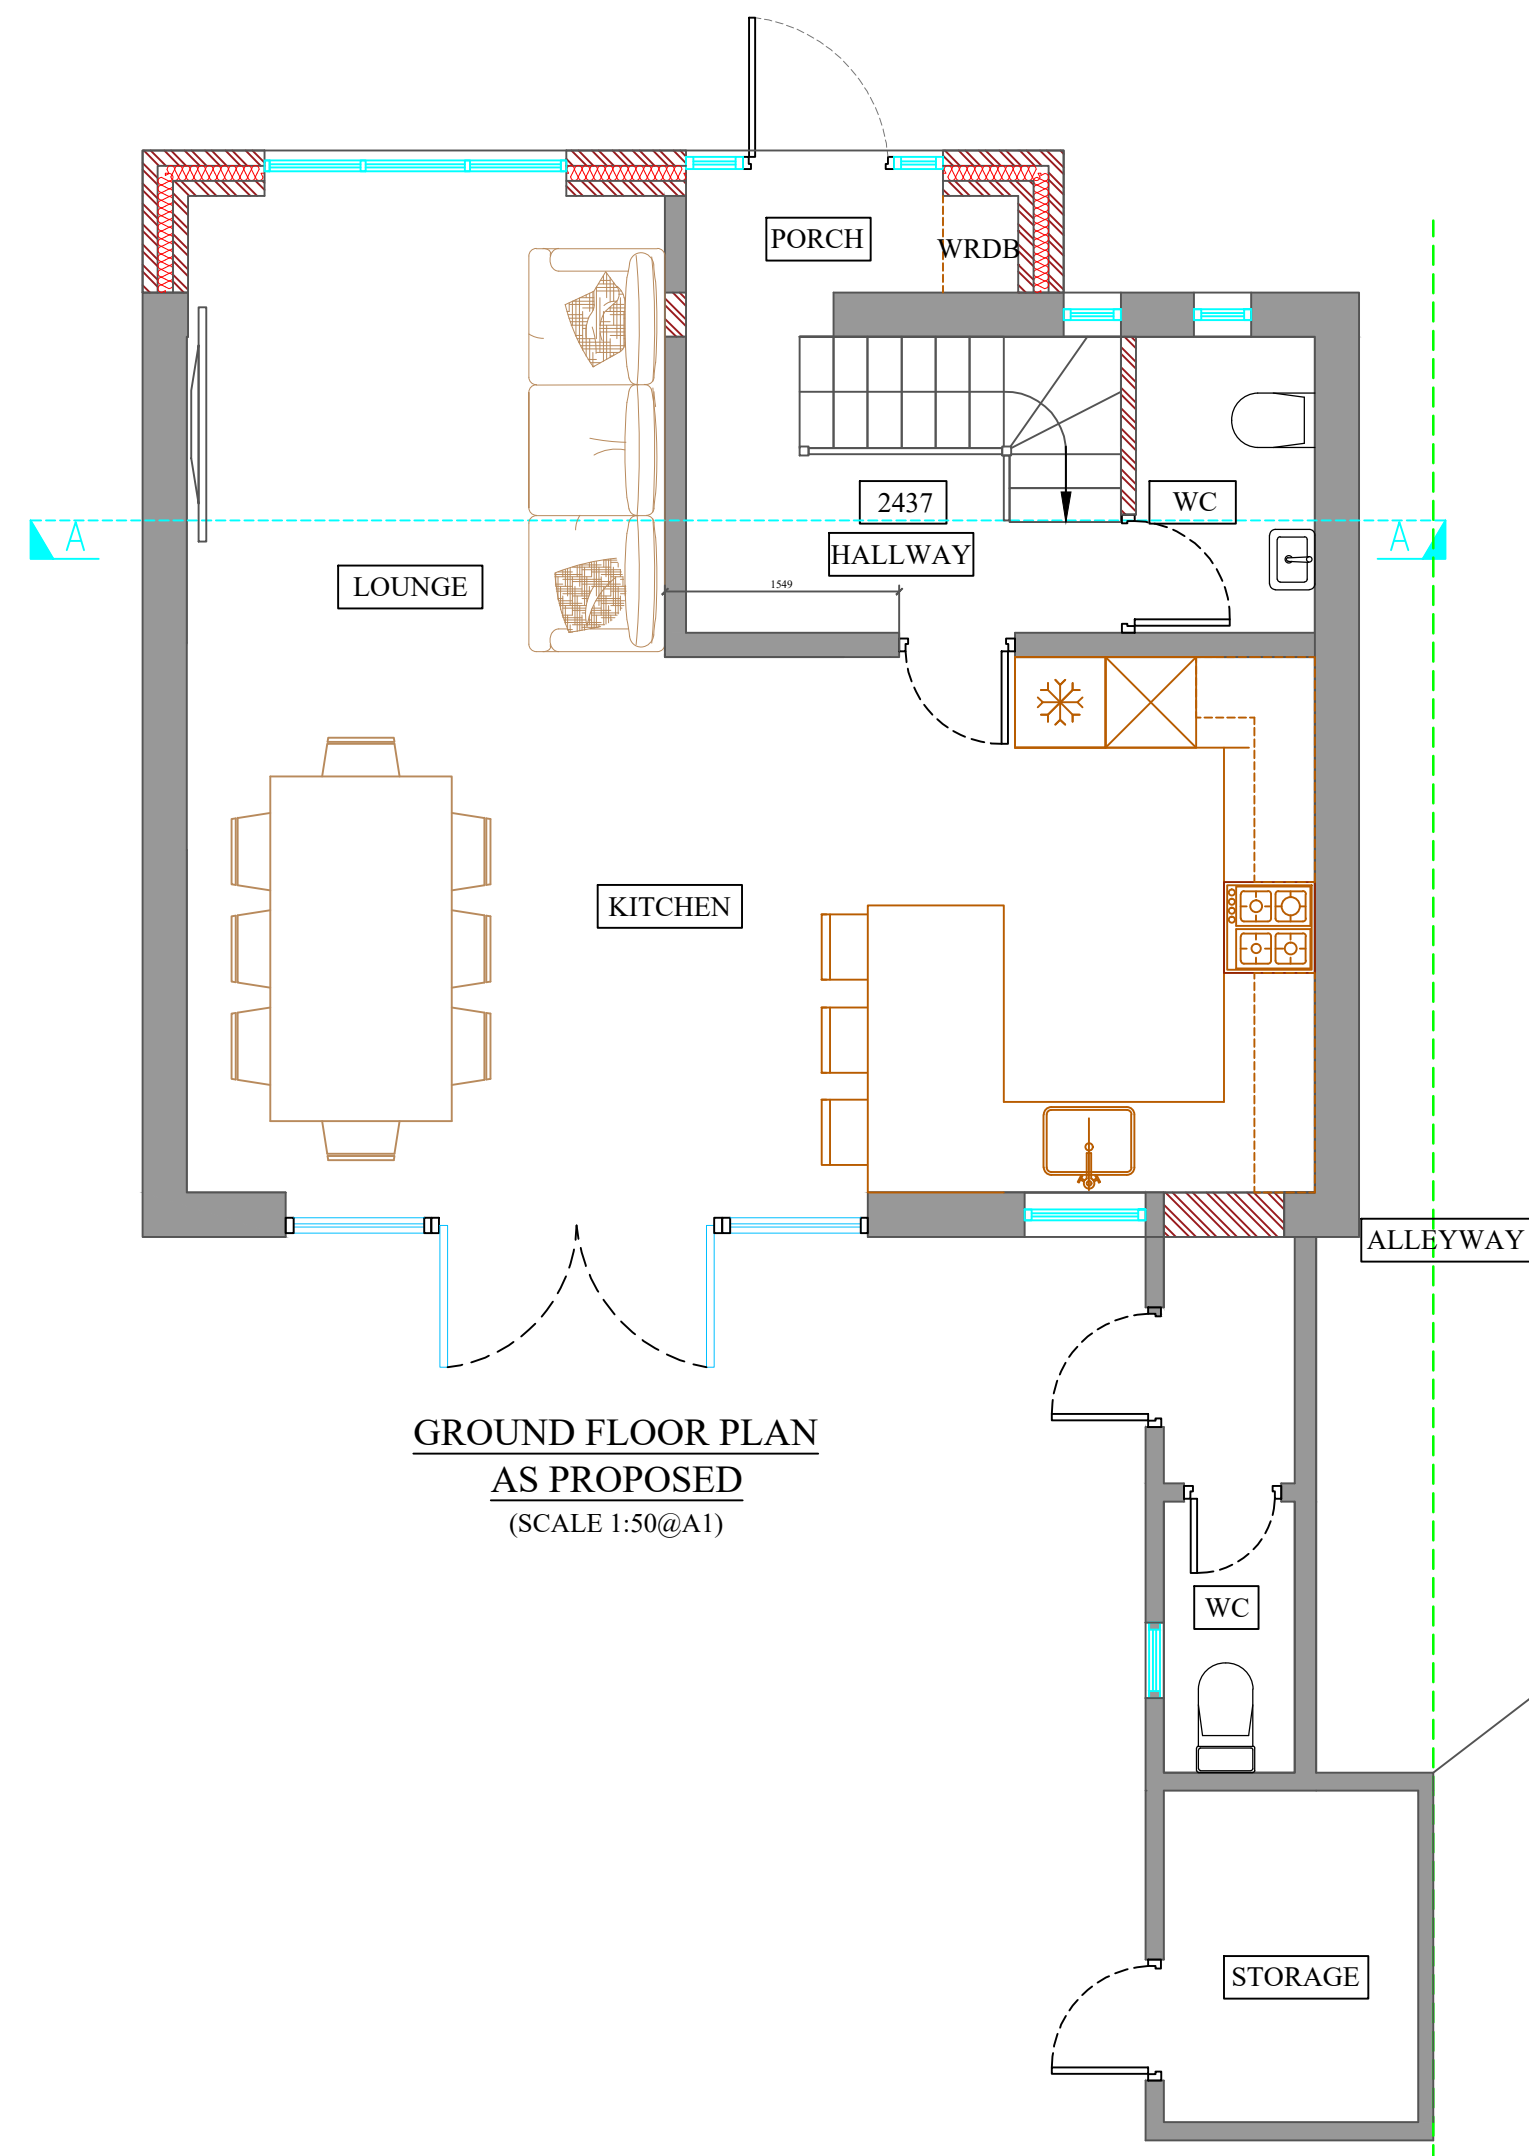 PORCH
WRDB
2437
WC
A
A
HALLWAY
LOUNGE
1549
KITCHEN
ALLEYWAY
GROUND FLOOR PLAN
AS PROPOSED
(SCALE 1:50@A1)
WC
STORAGE